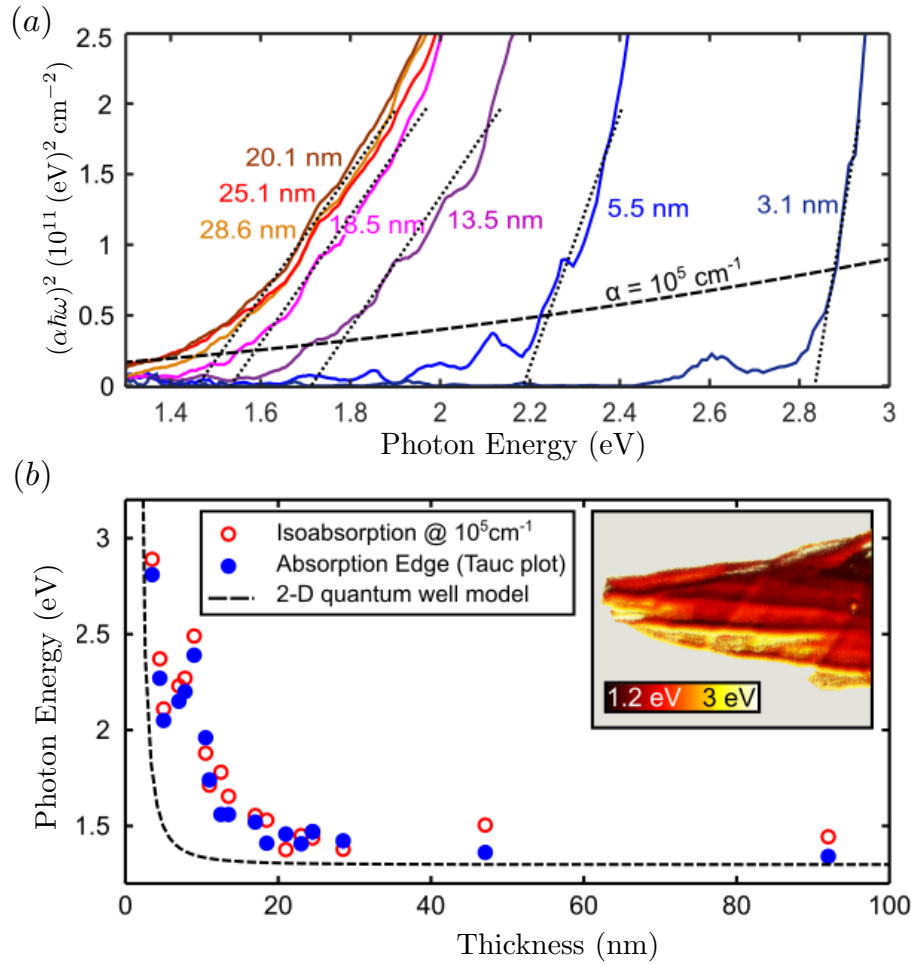 (a)
2.5
2
1.5
1
0.5
0
(αħω)² (10¹¹ (eV)² cm⁻²)
20.1 nm
25.1 nm
28.6 nm
18.5 nm
13.5 nm
5.5 nm
3.1 nm
α = 10⁵ cm⁻¹
1.4 1.6 1.8 2 2.2 2.4 2.6 2.8 3
Photon Energy (eV)
(b)
3
2.5
2
1.5
Photon Energy (eV)
Isoabsorption @ 10⁵cm⁻¹
Absorption Edge (Tauc plot)
2-D quantum well model
1.2 eV 3 eV
0 20 40 60 80 100
Thickness (nm)